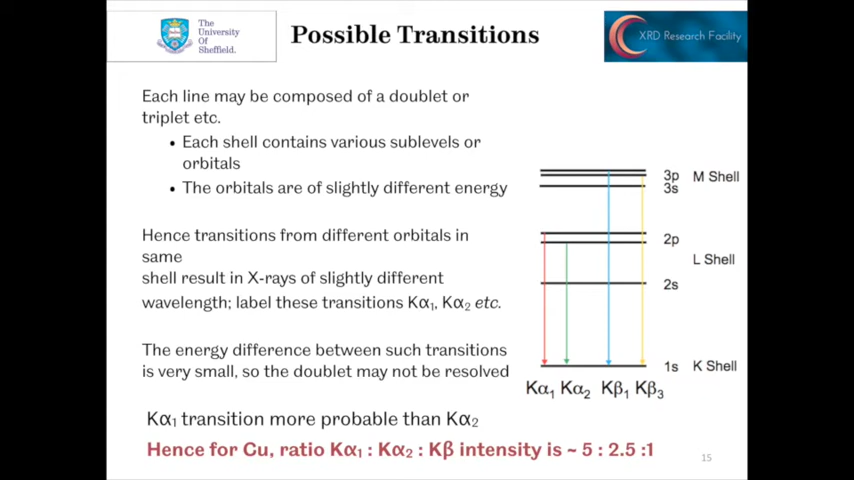 The
University
Of
Sheffield.
Possible Transitions
XRD Research Facility
Each line may be composed of a doublet or
triplet etc.
• Each shell contains various sublevels or
orbitals
• The orbitals are of slightly different energy
Hence transitions from different orbitals in
same
shell result in X-rays of slightly different
wavelength; label these transitions Kα₁, Kα₂ etc.
The energy difference between such transitions
is very small, so the doublet may not be resolved
Kα₁ transition more probable than Kα₂
Hence for Cu, ratio Kα₁ : Kα₂ : Kβ intensity is ~ 5 : 2.5 :1
3p M Shell
3s
2p
L Shell
2s
1s K Shell
Kα₁ Kα₂ Kβ₁ Kβ₃
15